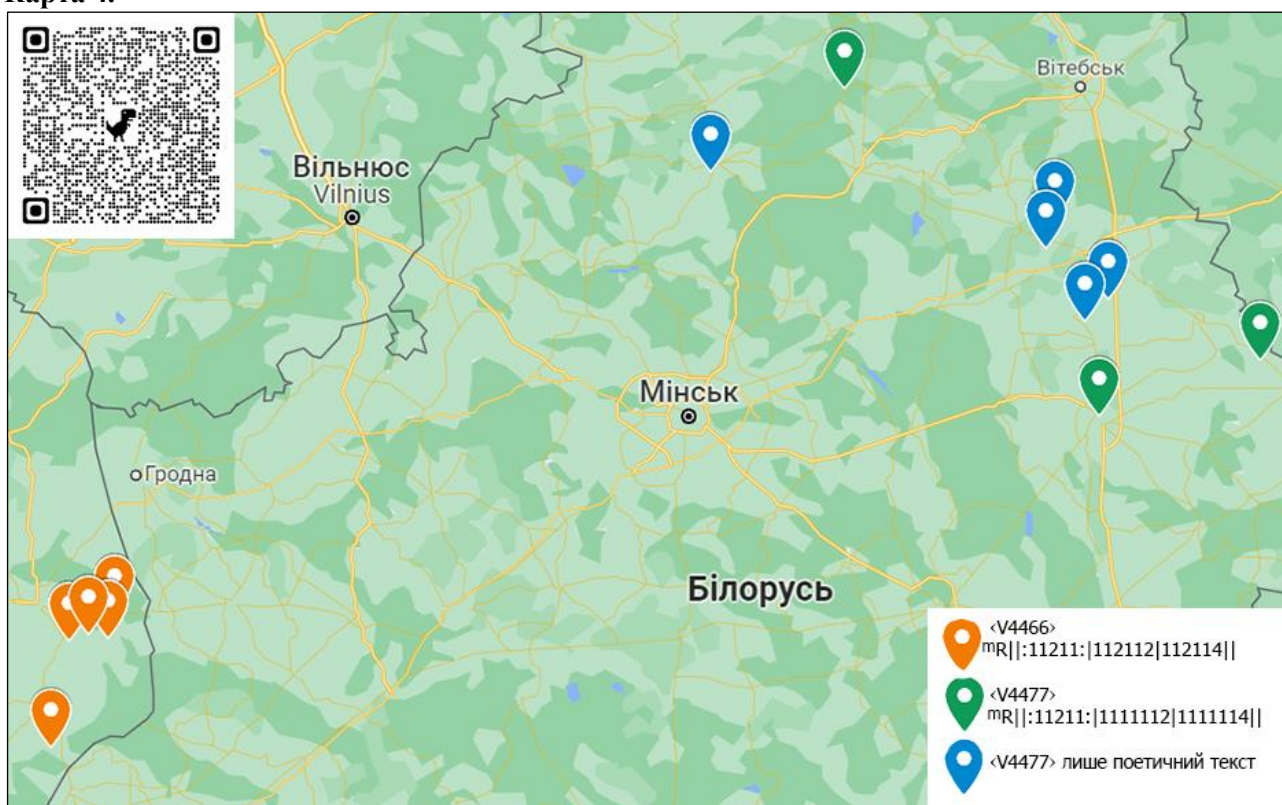 Карта 4.
Вітебськ
Вільнюс
Vilnius
Мінськ
Гродна
Білорусь
‹V4466›
mR||:11211:|112112|112114||
‹V4477›
mR||:11211:|1111112|1111114||
‹V4477› лише поетичний текст